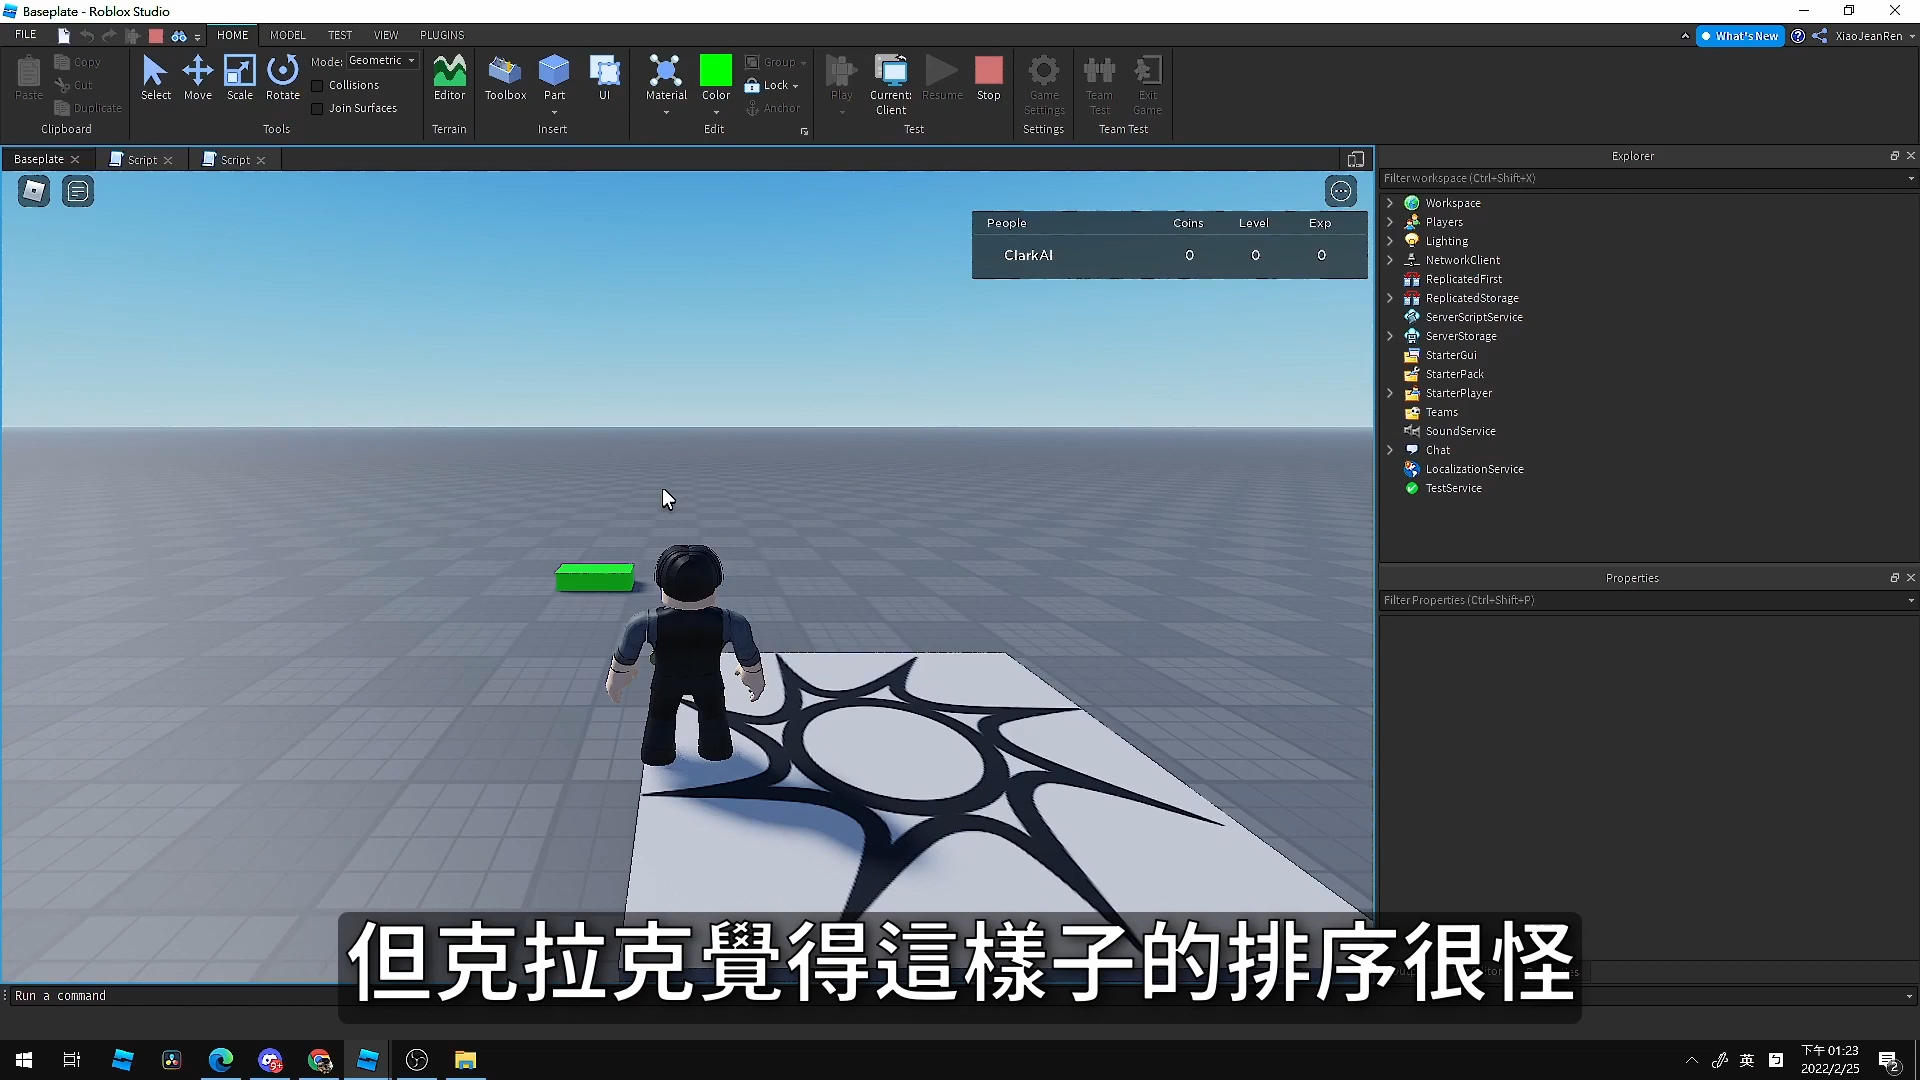 Baseplate - Roblox Studio
FILE HOME MODEL TEST VIEW PLUGINS What's New XiaoJeanRen
Paste Copy Cut Duplicate Clipboard
Select Move Scale Rotate Mode: Geometric Collisions Join Surfaces Tools
Editor Terrain
Toolbox Part UI Insert
Material Color Group Lock Anchor Edit
Play Current: Client Resume Stop Test
Game Settings Settings
Team Test Exit Game Team Test
Baseplate Script Script
People Coins Level Exp
ClarkAI 0 0 0
Explorer
Filter workspace (Ctrl+Shift+X)
Workspace
Players
Lighting
NetworkClient
ReplicatedFirst
ReplicatedStorage
ServerScriptService
ServerStorage
StarterGui
StarterPack
StarterPlayer
Teams
SoundService
Chat
LocalizationService
TestService
Properties
Filter Properties (Ctrl+Shift+P)
但克拉克覺得這樣子的排序很怪
Run a command
9+
英
下午 01:23
2022/2/25
2